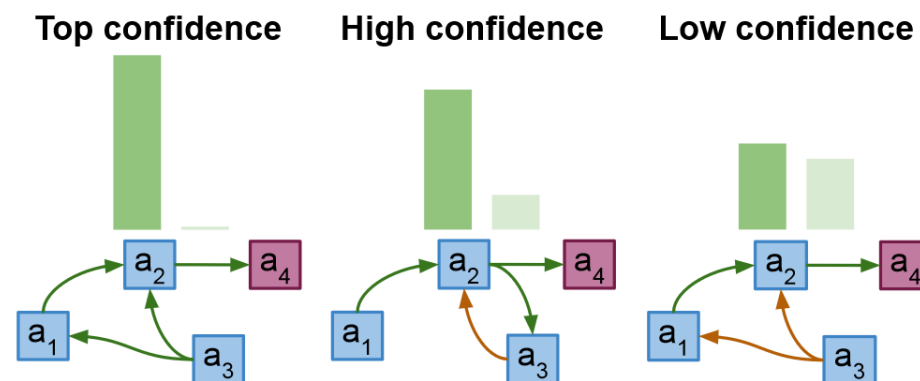 Top confidence
High confidence
Low confidence
a2
a4
a2
a4
a2
a4
a1
a3
a1
a3
a1
a3